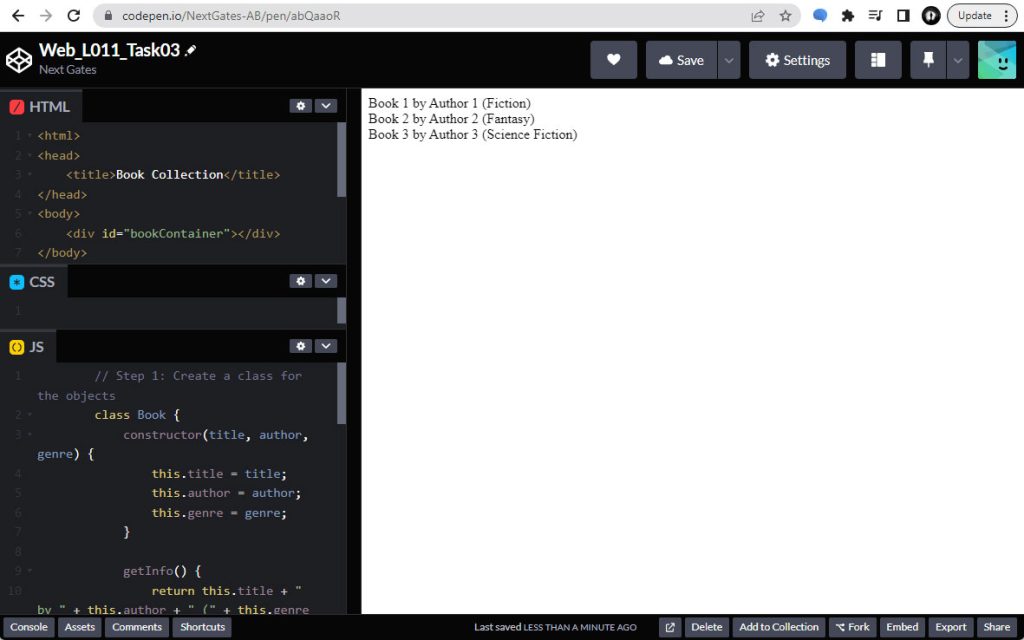 codepen.io/NextGates-AB/pen/abQaaoR
Update
Web_L011_Task03
Next Gates
Save
Settings
HTML
1 <html>
2 <head>
3 <title>Book Collection</title>
4 </head>
5 <body>
6 <div id="bookContainer"></div>
7 </body>
CSS
1
JS
1 // Step 1: Create a class for
the objects
2 class Book {
3 constructor(title, author,
genre) {
4 this.title = title;
5 this.author = author;
6 this.genre = genre;
7 }
8
9 getInfo() {
10 return this.title + "
by " + this.author + " (" + this.genre
Book 1 by Author 1 (Fiction)
Book 2 by Author 2 (Fantasy)
Book 3 by Author 3 (Science Fiction)
Console Assets Comments Shortcuts Last saved LESS THAN A MINUTE AGO Delete Add to Collection Fork Embed Export Share